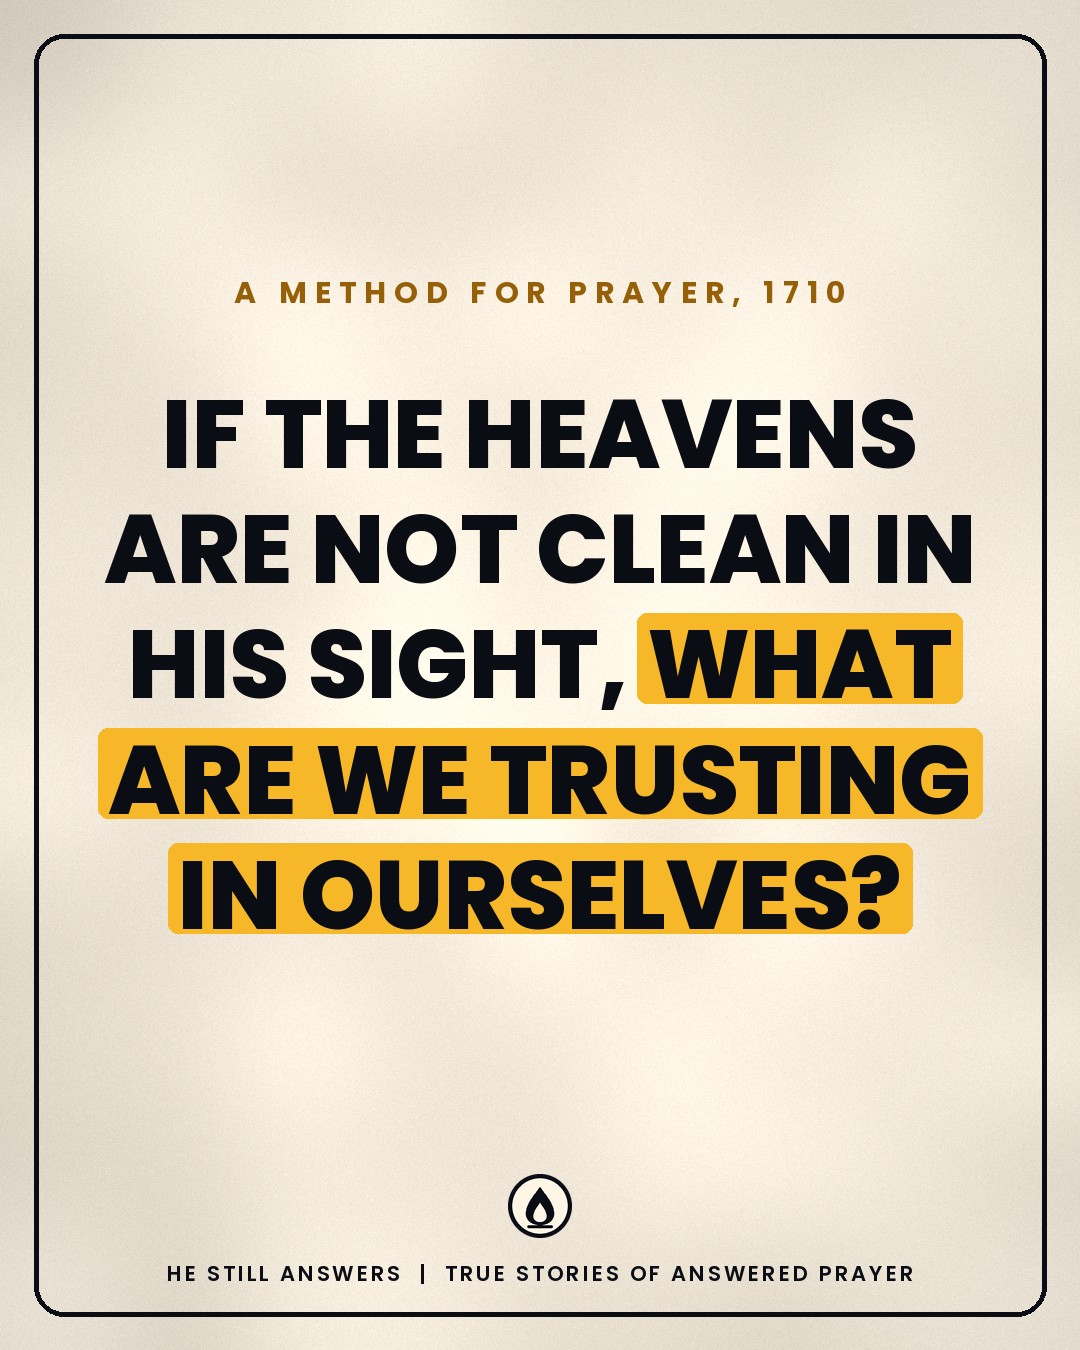 A METHOD FOR PRAYER, 1710
IF THE HEAVENS
ARE NOT CLEAN IN
HIS SIGHT, WHAT
ARE WE TRUSTING
IN OURSELVES?
HE STILL ANSWERS | TRUE STORIES OF ANSWERED PRAYER